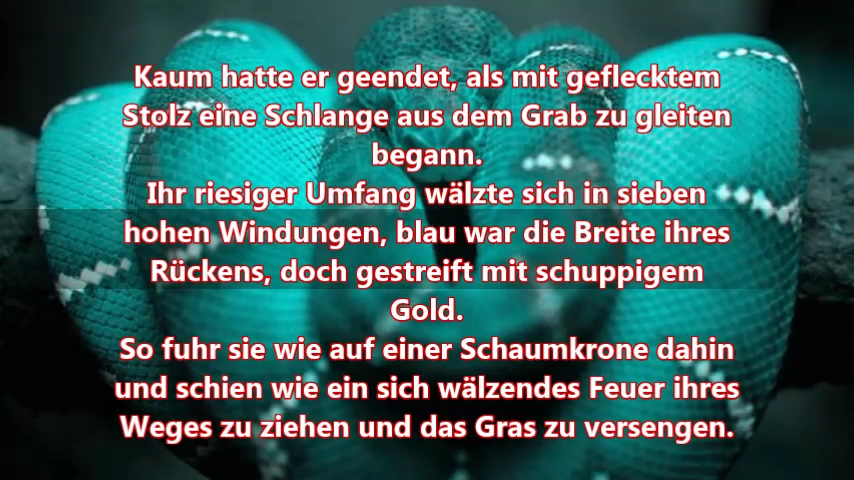 Kaum hatte er geendet, als mit geflecktem
Stolz eine Schlange aus dem Grab zu gleiten
begann.
Ihr riesiger Umfang wälzte sich in sieben
hohen Windungen, blau war die Breite ihres
Rückens, doch gestreift mit schuppigem
Gold.
So fuhr sie wie auf einer Schaumkrone dahin
und schien wie ein sich wälzendes Feuer ihres
Weges zu ziehen und das Gras zu versengen.